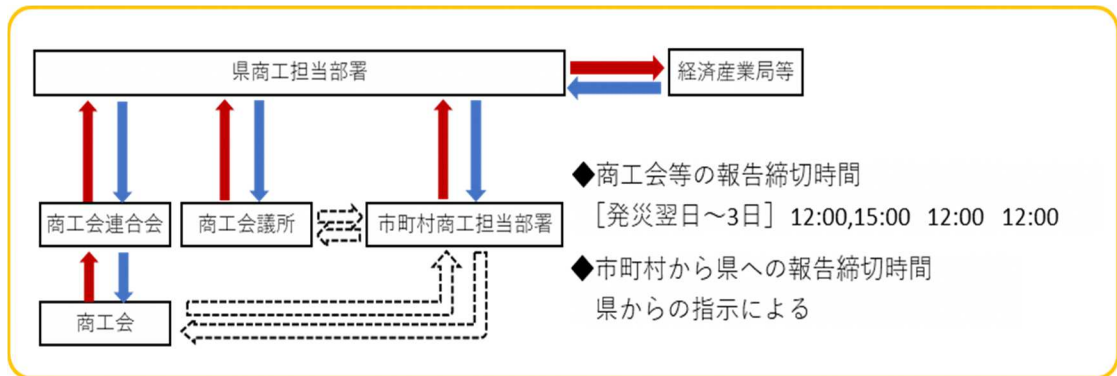 県商工担当部署
経済産業局等
商工会連合会
商工会議所
市町村商工担当部署
商工会
◆商工会等の報告締切時間
［発災翌日～3日］ 12:00,15:00 12:00 12:00
◆市町村から県への報告締切時間
県からの指示による